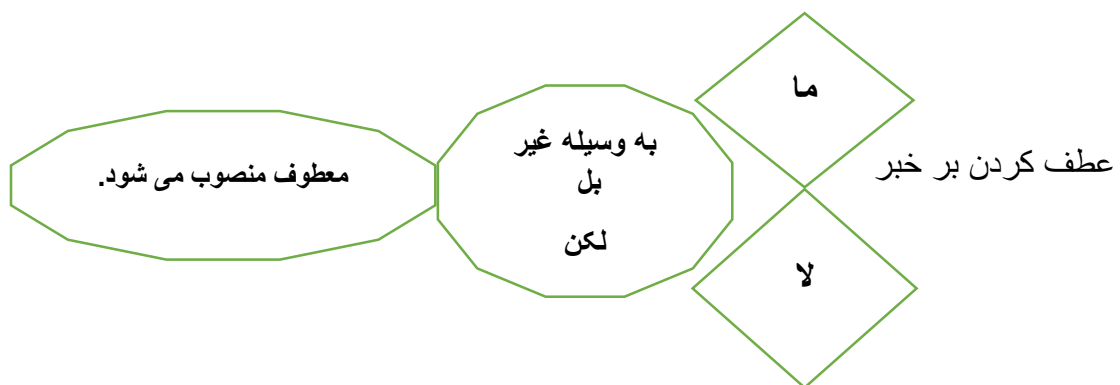 عطف کردن بر خبر
ما
لا
به وسیله غیر
بل
لکن
معطوف منصوب می شود.